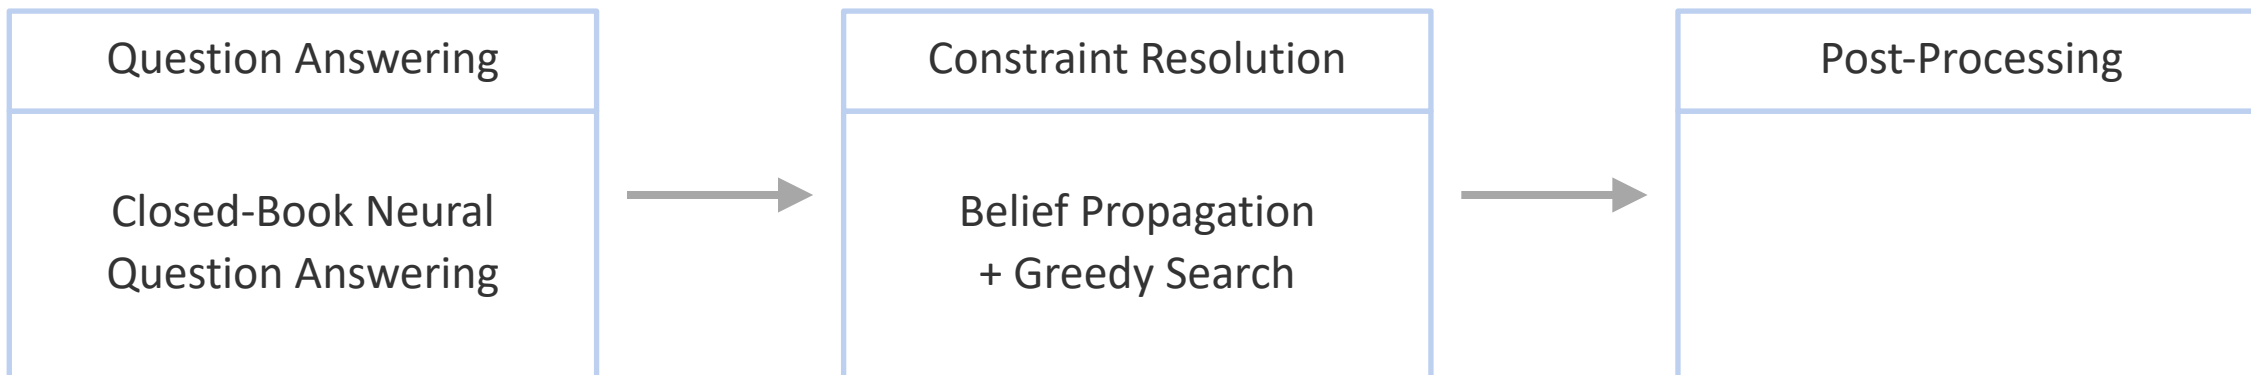 Question Answering
Closed-Book Neural
Question Answering
Constraint Resolution
Belief Propagation
+ Greedy Search
Post-Processing